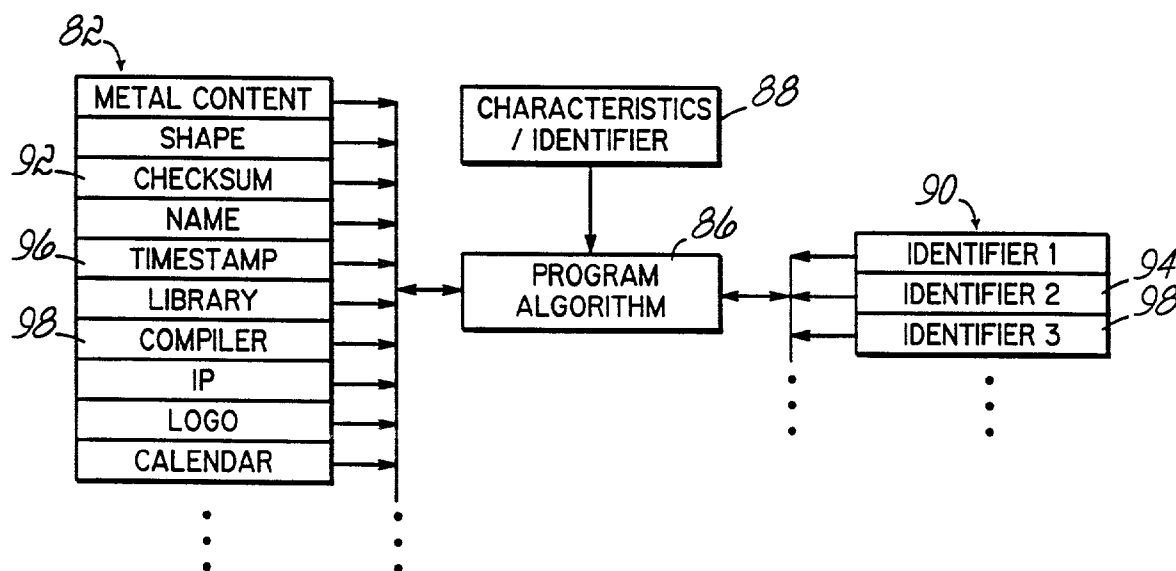 82
METAL CONTENT
SHAPE
92
CHECKSUM
NAME
96
TIMESTAMP
LIBRARY
98
COMPILER
IP
LOGO
CALENDAR
CHARACTERISTICS
/ IDENTIFIER
88
86
PROGRAM
ALGORITHM
90
IDENTIFIER 1
94
IDENTIFIER 2
98
IDENTIFIER 3